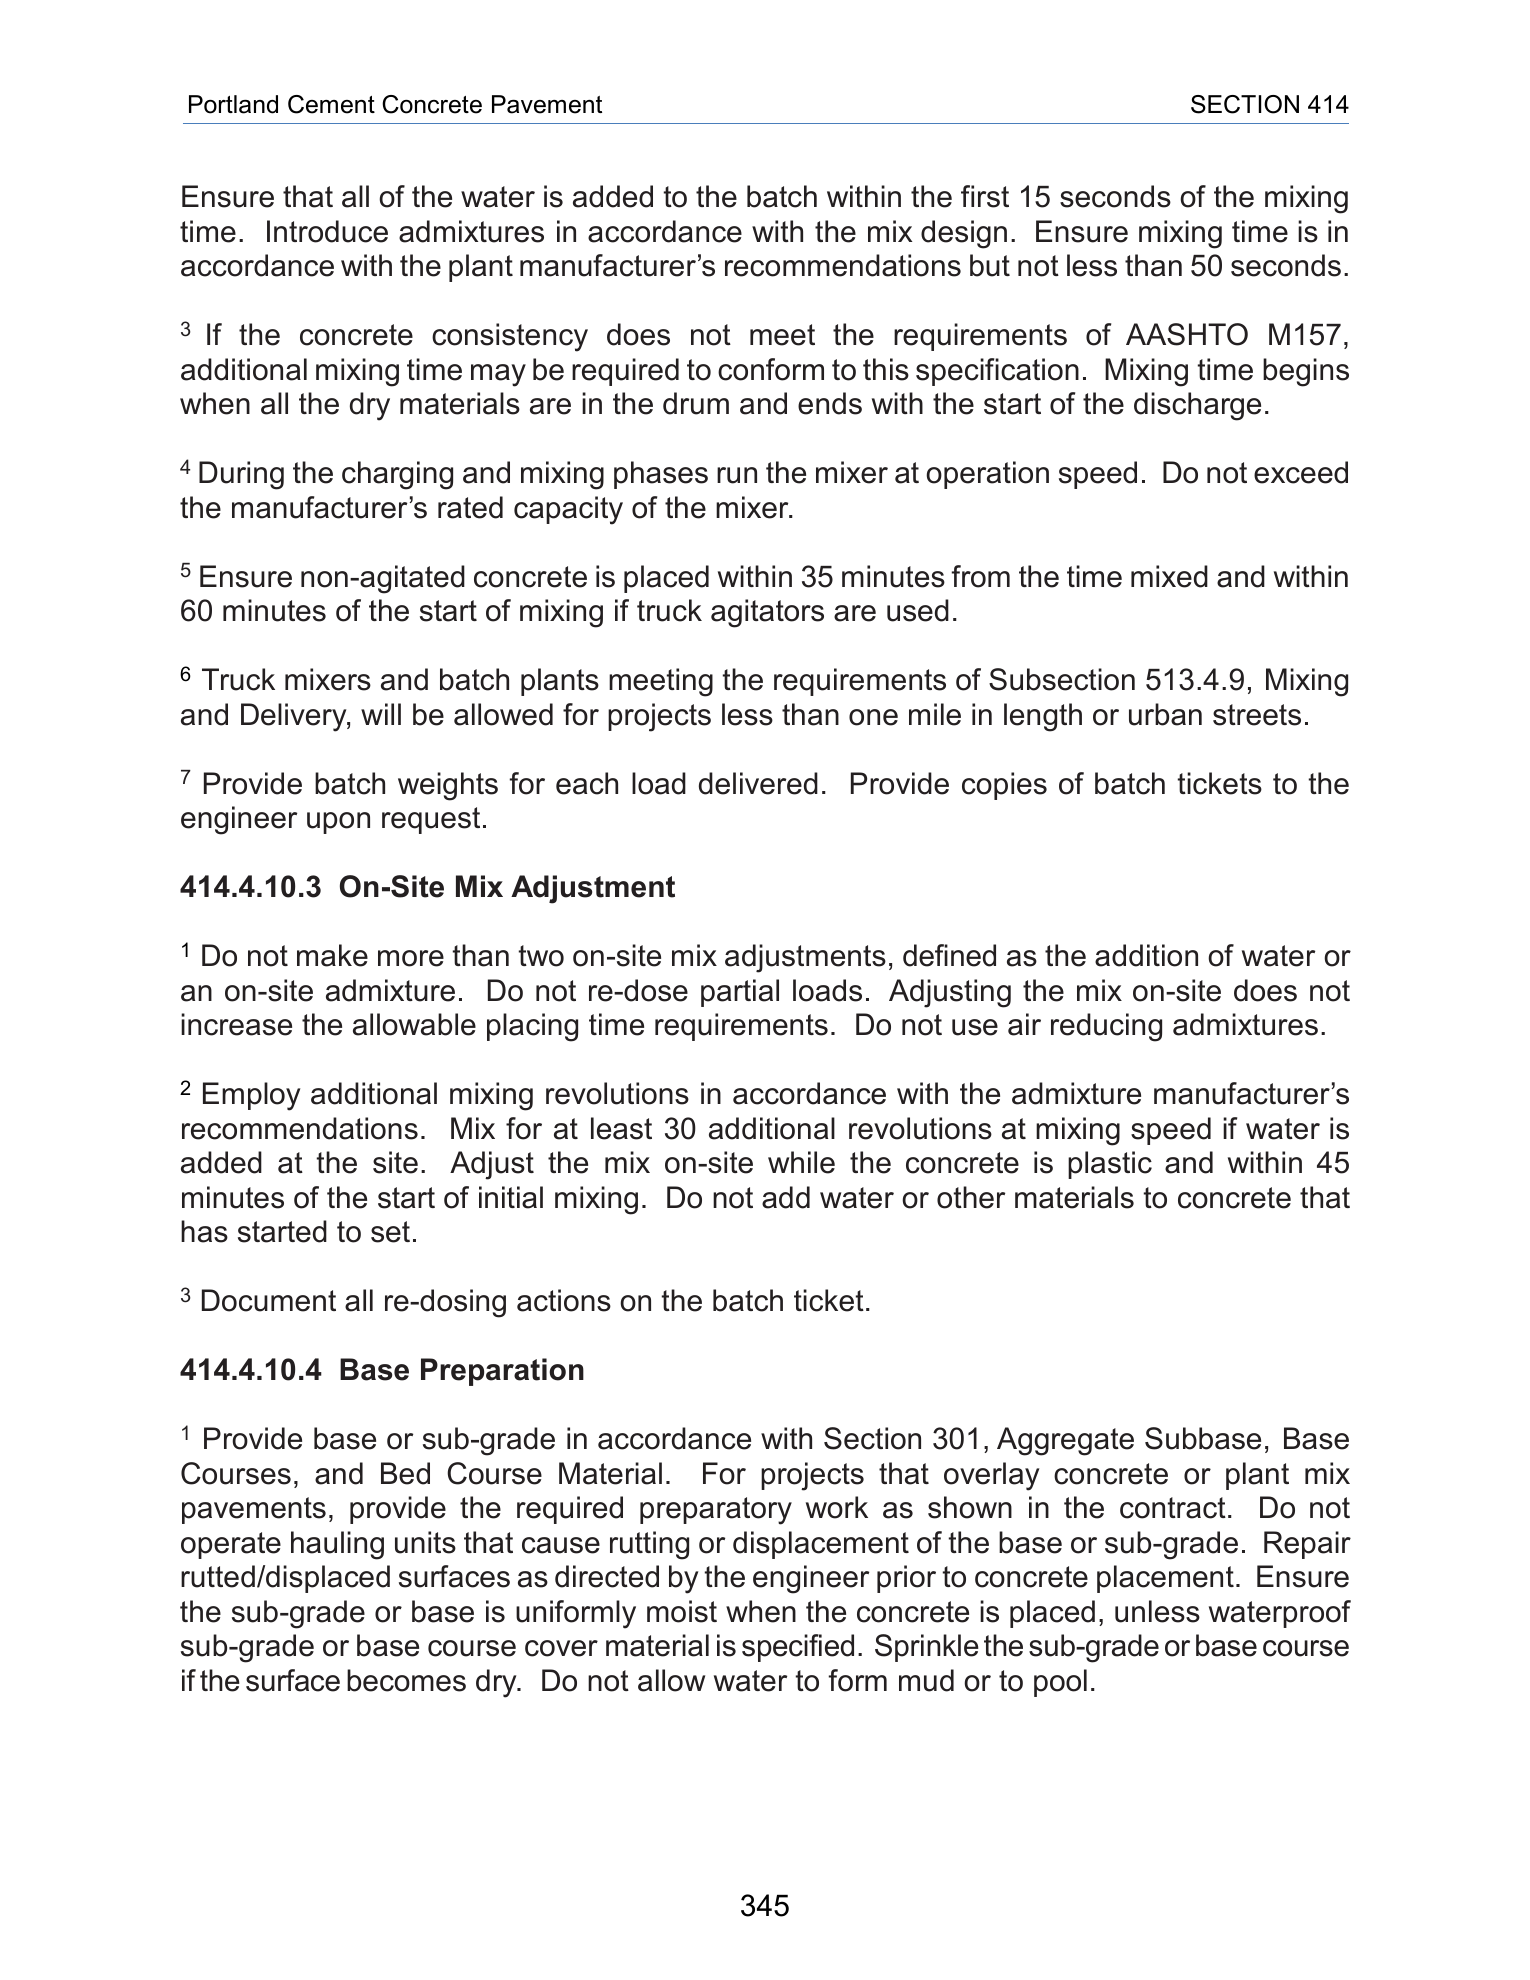 Portland Cement Concrete Pavement SECTION 414
Ensure that all of the water is added to the batch within the first 15 seconds of the mixing
time.  Introduce admixtures in accordance with the mix design.  Ensure mixing time is in
accordance with the plant manufacturer’s recommendations but not less than 50 seconds.
3 If the concrete consistency does not meet the requirements of AASHTO M157,
additional mixing time may be required to conform to this specification.  Mixing time begins
when all the dry materials are in the drum and ends with the start of the discharge.
4 During the charging and mixing phases run the mixer at operation speed.  Do not exceed
the manufacturer’s rated capacity of the mixer.
5 Ensure non-agitated concrete is placed within 35 minutes from the time mixed and within
60 minutes of the start of mixing if truck agitators are used.
6 Truck mixers and batch plants meeting the requirements of Subsection 513.4.9, Mixing
and Delivery, will be allowed for projects less than one mile in length or urban streets.
7 Provide batch weights for each load delivered.  Provide copies of batch tickets to the
engineer upon request.
414.4.10.3  On-Site Mix Adjustment
1 Do not make more than two on-site mix adjustments, defined as the addition of water or
an on-site admixture.  Do not re-dose partial loads.  Adjusting the mix on-site does not
increase the allowable placing time requirements.  Do not use air reducing admixtures.
2 Employ additional mixing revolutions in accordance with the admixture manufacturer’s
recommendations.  Mix for at least 30 additional revolutions at mixing speed if water is
added at the site.  Adjust the mix on-site while the concrete is plastic and within 45
minutes of the start of initial mixing.  Do not add water or other materials to concrete that
has started to set.
3 Document all re-dosing actions on the batch ticket.
414.4.10.4  Base Preparation
1 Provide base or sub-grade in accordance with Section 301, Aggregate Subbase, Base
Courses, and Bed Course Material.  For projects that overlay concrete or plant mix
pavements, provide the required preparatory work as shown in the contract.  Do not
operate hauling units that cause rutting or displacement of the base or sub-grade.  Repair
rutted/displaced surfaces as directed by the engineer prior to concrete placement.  Ensure
the sub-grade or base is uniformly moist when the concrete is placed, unless waterproof
sub-grade or base course cover material is specified.  Sprinkle the sub-grade or base course
if the surface becomes dry.  Do not allow water to form mud or to pool.
345